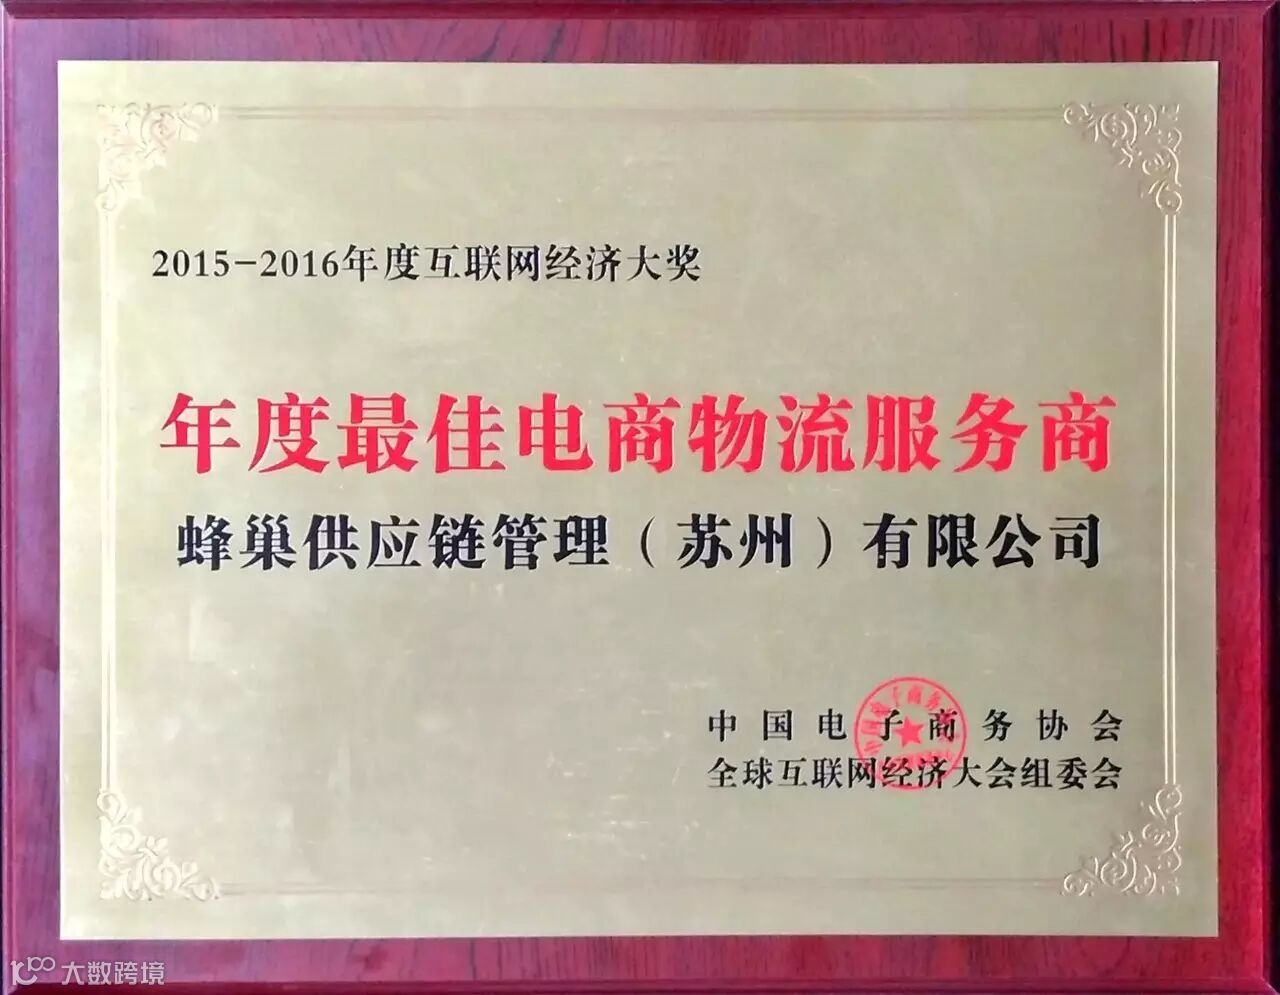 2015-2016年度互联网经济大奖
年度最佳电商物流服务商
蜂巢供应链管理（苏州）有限公司
中国电子商务协会
全球互联网经济大会组委会
大数跨境